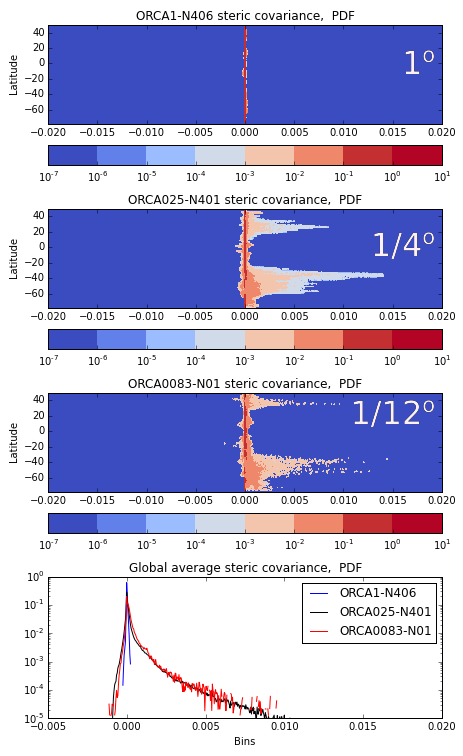 ORCA1-N406 steric covariance, PDF
40
20
0
−20
−40
−60
Latitude
1°
−0.020 −0.015 −0.010 −0.005 0.000 0.005 0.010 0.015 0.020
10^-7 10^-6 10^-5 10^-4 10^-3 10^-2 10^-1 10^0 10^1
ORCA025-N401 steric covariance, PDF
40
20
0
−20
−40
−60
Latitude
1/4°
−0.020 −0.015 −0.010 −0.005 0.000 0.005 0.010 0.015 0.020
10^-7 10^-6 10^-5 10^-4 10^-3 10^-2 10^-1 10^0 10^1
ORCA0083-N01 steric covariance, PDF
40
20
0
−20
−40
−60
Latitude
1/12°
−0.020 −0.015 −0.010 −0.005 0.000 0.005 0.010 0.015 0.020
10^-7 10^-6 10^-5 10^-4 10^-3 10^-2 10^-1 10^0 10^1
Global average steric covariance, PDF
10^0
10^-1
10^-2
10^-3
10^-4
10^-5
ORCA1-N406
ORCA025-N401
ORCA0083-N01
−0.005 0.000 0.005 0.010 0.015 0.020
Bins